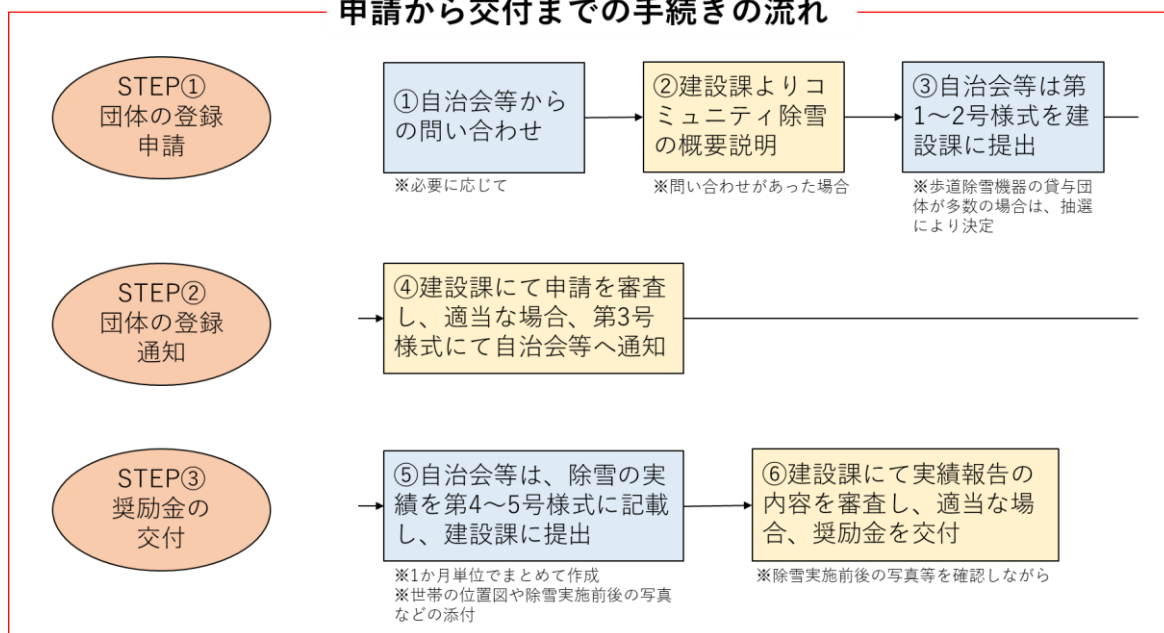 申請から交付までの手続きの流れ
STEP①
団体の登録
申請
①自治会等から
の問い合わせ
※必要に応じて
②建設課よりコ
ミュニティ除雪
の概要説明
※問い合わせがあった場合
③自治会等は第
1～2号様式を建
設課に提出
※歩道除雪機器の貸与団
体が多数の場合は、抽選
により決定
STEP②
団体の登録
通知
④建設課にて申請を審査
し、適当な場合、第3号
様式にて自治会等へ通知
STEP③
奨励金の
交付
⑤自治会等は、除雪の実
績を第4～5号様式に記載
し、建設課に提出
※1か月単位でまとめて作成
※世帯の位置図や除雪実施前後の写真
などの添付
⑥建設課にて実績報告の
内容を審査し、適当な場
合、奨励金を交付
※除雪実施前後の写真等を確認しながら